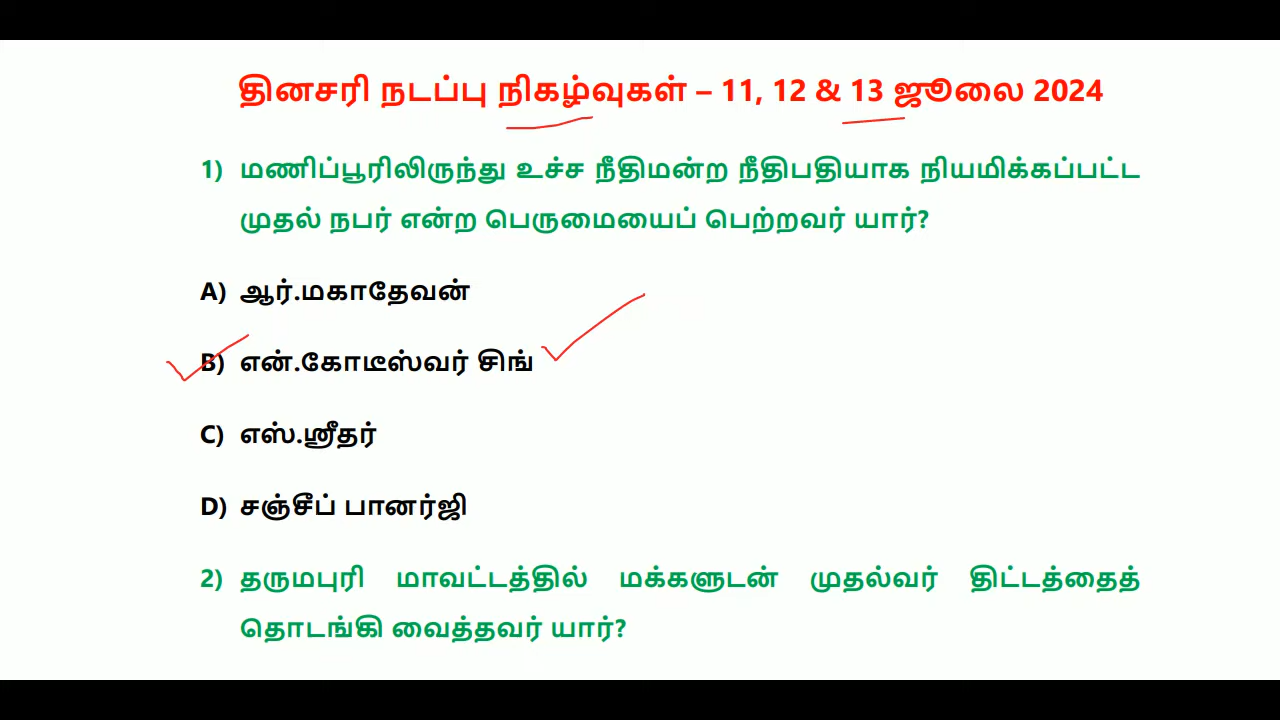 தினசரி நடப்பு நிகழ்வுகள் – 11, 12 & 13 ஜூலை 2024
1) மணிப்பூரிலிருந்து உச்ச நீதிமன்ற நீதிபதியாக நியமிக்கப்பட்ட
முதல் நபர் என்ற பெருமையைப் பெற்றவர் யார்?
A) ஆர்.மகாதேவன்
B) என்.கோடீஸ்வர் சிங்
C) எஸ்.ஸ்ரீதர்
D) சஞ்சீப் பானர்ஜி
2) தருமபுரி மாவட்டத்தில் மக்களுடன் முதல்வர் திட்டத்தைத்
தொடங்கி வைத்தவர் யார்?